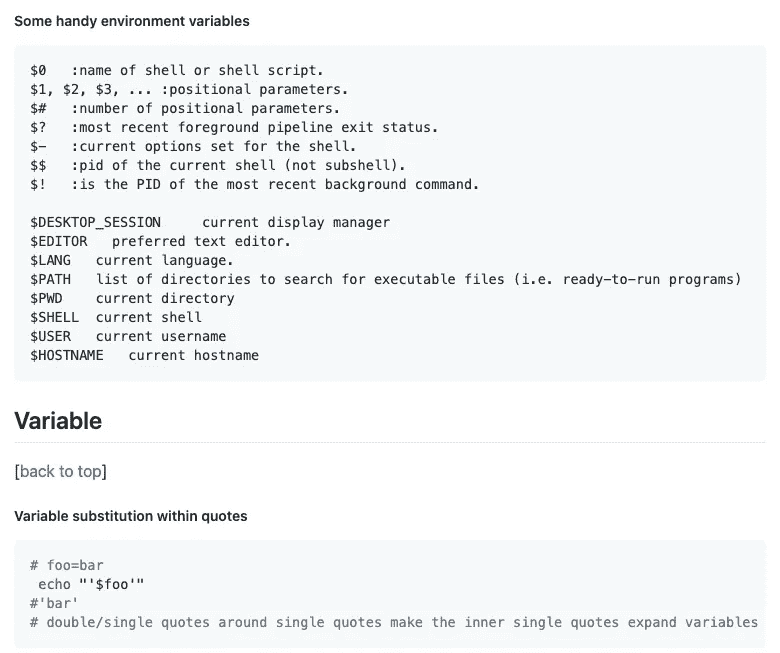 Some handy environment variables
$0   :name of shell or shell script.
$1, $2, $3, ... :positional parameters.
$#   :number of positional parameters.
$?   :most recent foreground pipeline exit status.
$-   :current options set for the shell.
$$   :pid of the current shell (not subshell).
$!   :is the PID of the most recent background command.
$DESKTOP_SESSION     current display manager
$EDITOR   preferred text editor.
$LANG   current language.
$PATH   list of directories to search for executable files (i.e. ready-to-run programs)
$PWD    current directory
$SHELL  current shell
$USER   current username
$HOSTNAME   current hostname
Variable
[back to top]
Variable substitution within quotes
# foo=bar
 echo "'$foo'"
#'bar'
# double/single quotes around single quotes make the inner single quotes expand variables